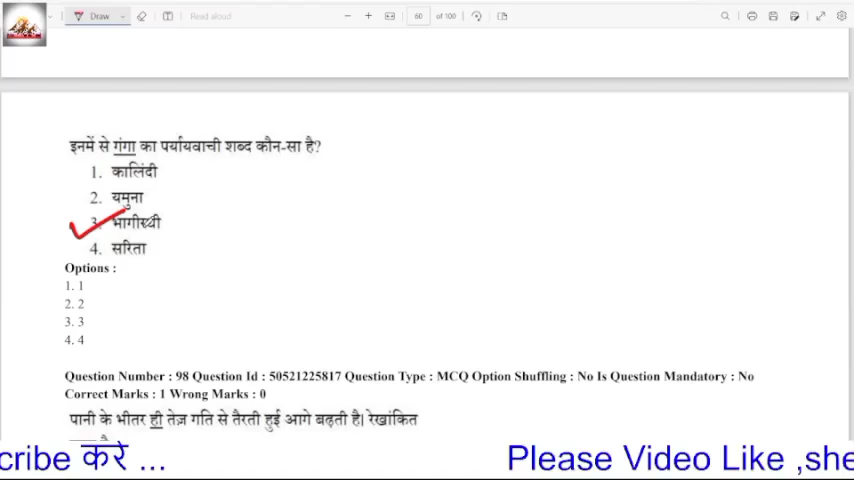 Draw
Read aloud
60 of 100
इनमें से गंगा का पर्यायवाची शब्द कौन-सा है?
1. कालिंदी
2. यमुना
3. भागीरथी
4. सरिता
Options :
1. 1
2. 2
3. 3
4. 4
Question Number : 98 Question Id : 50521225817 Question Type : MCQ Option Shuffling : No Is Question Mandatory : No
Correct Marks : 1 Wrong Marks : 0
पानी के भीतर ही तेज़ गति से तैरती हुई आगे बढ़ती है। रेखांकित
cribe करे ... Please Video Like ,she